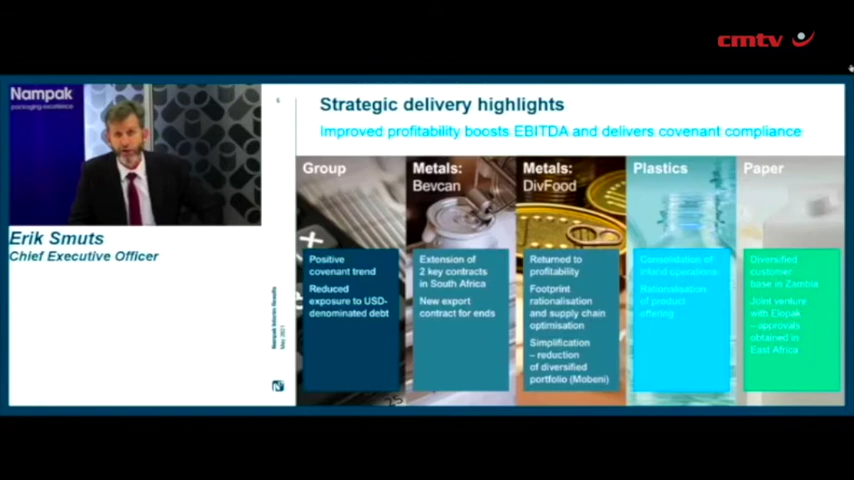 cmtv
Nampak
packaging excellence
Erik Smuts
Chief Executive Officer
6
Nampak Interim Results
May 2021
Strategic delivery highlights
Improved profitability boosts EBITDA and delivers covenant compliance
Group
Positive
covenant trend
Reduced
exposure to USD-
denominated debt
Metals:
Bevcan
Extension of
2 key contracts
in South Africa
New export
contract for ends
Metals:
DivFood
Returned to
profitability
Footprint
rationalisation
and supply chain
optimisation
Simplification
– reduction
of diversified
portfolio (Mobeni)
Plastics
Consolidation of
Inland operations
Rationalisation
of product
offering
Paper
Diversified
customer
base in Zambia
Joint venture
with Elopak
– approvals
obtained in
East Africa
25